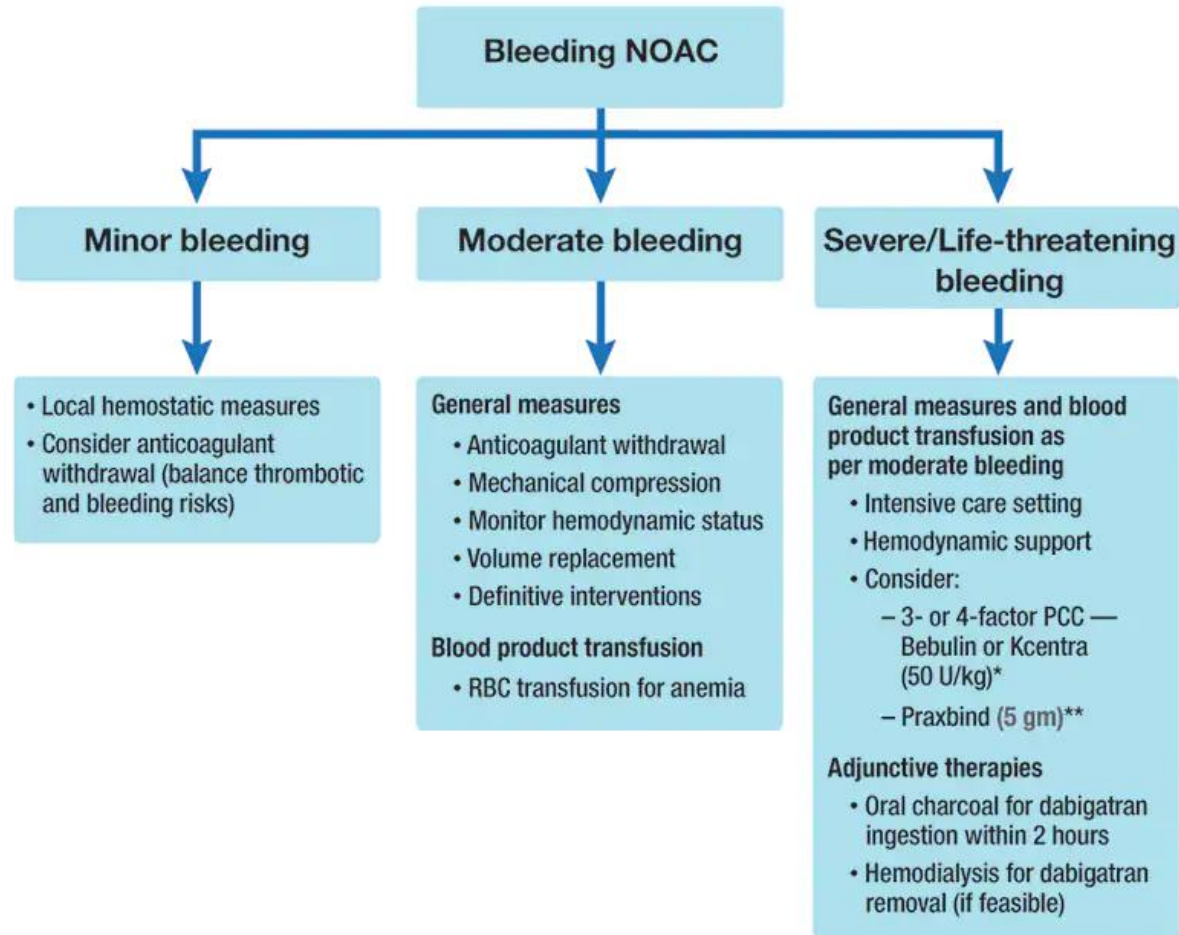 Bleeding NOAC
Minor bleeding
• Local hemostatic measures
• Consider anticoagulant
withdrawal (balance thrombotic
and bleeding risks)
Moderate bleeding
General measures
• Anticoagulant withdrawal
• Mechanical compression
• Monitor hemodynamic status
• Volume replacement
• Definitive interventions
Blood product transfusion
• RBC transfusion for anemia
Severe/Life-threatening
bleeding
General measures and blood
product transfusion as
per moderate bleeding
• Intensive care setting
• Hemodynamic support
• Consider:
– 3- or 4-factor PCC —
Bebulin or Kcentra
(50 U/kg)*
– Praxbind (5 gm)**
Adjunctive therapies
• Oral charcoal for dabigatran
ingestion within 2 hours
• Hemodialysis for dabigatran
removal (if feasible)